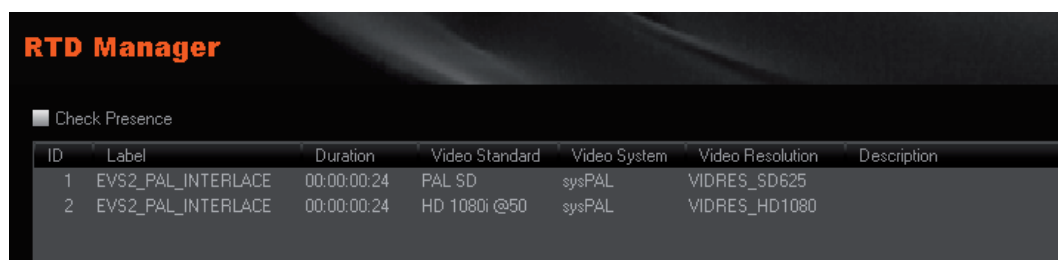 RTD Manager
Check Presence
ID Label Duration Video Standard Video System Video Resolution Description
1 EVS2_PAL_INTERLACE 00:00:00:24 PAL SD sysPAL VIDRES_SD625
2 EVS2_PAL_INTERLACE 00:00:00:24 HD 1080i @50 sysPAL VIDRES_HD1080